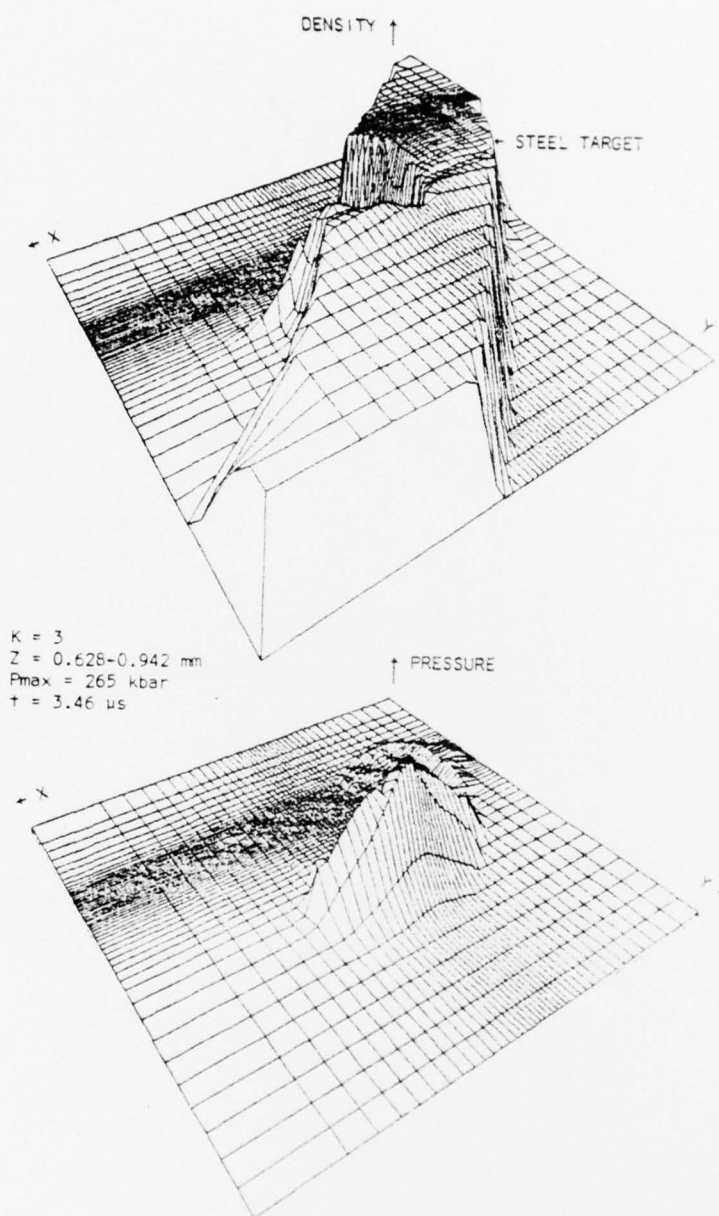 DENSITY ↑
← STEEL TARGET
← X
Y
K = 3
Z = 0.628-0.942 mm
Pmax = 265 kbar
t = 3.46 µs
↑ PRESSURE
← X
Y